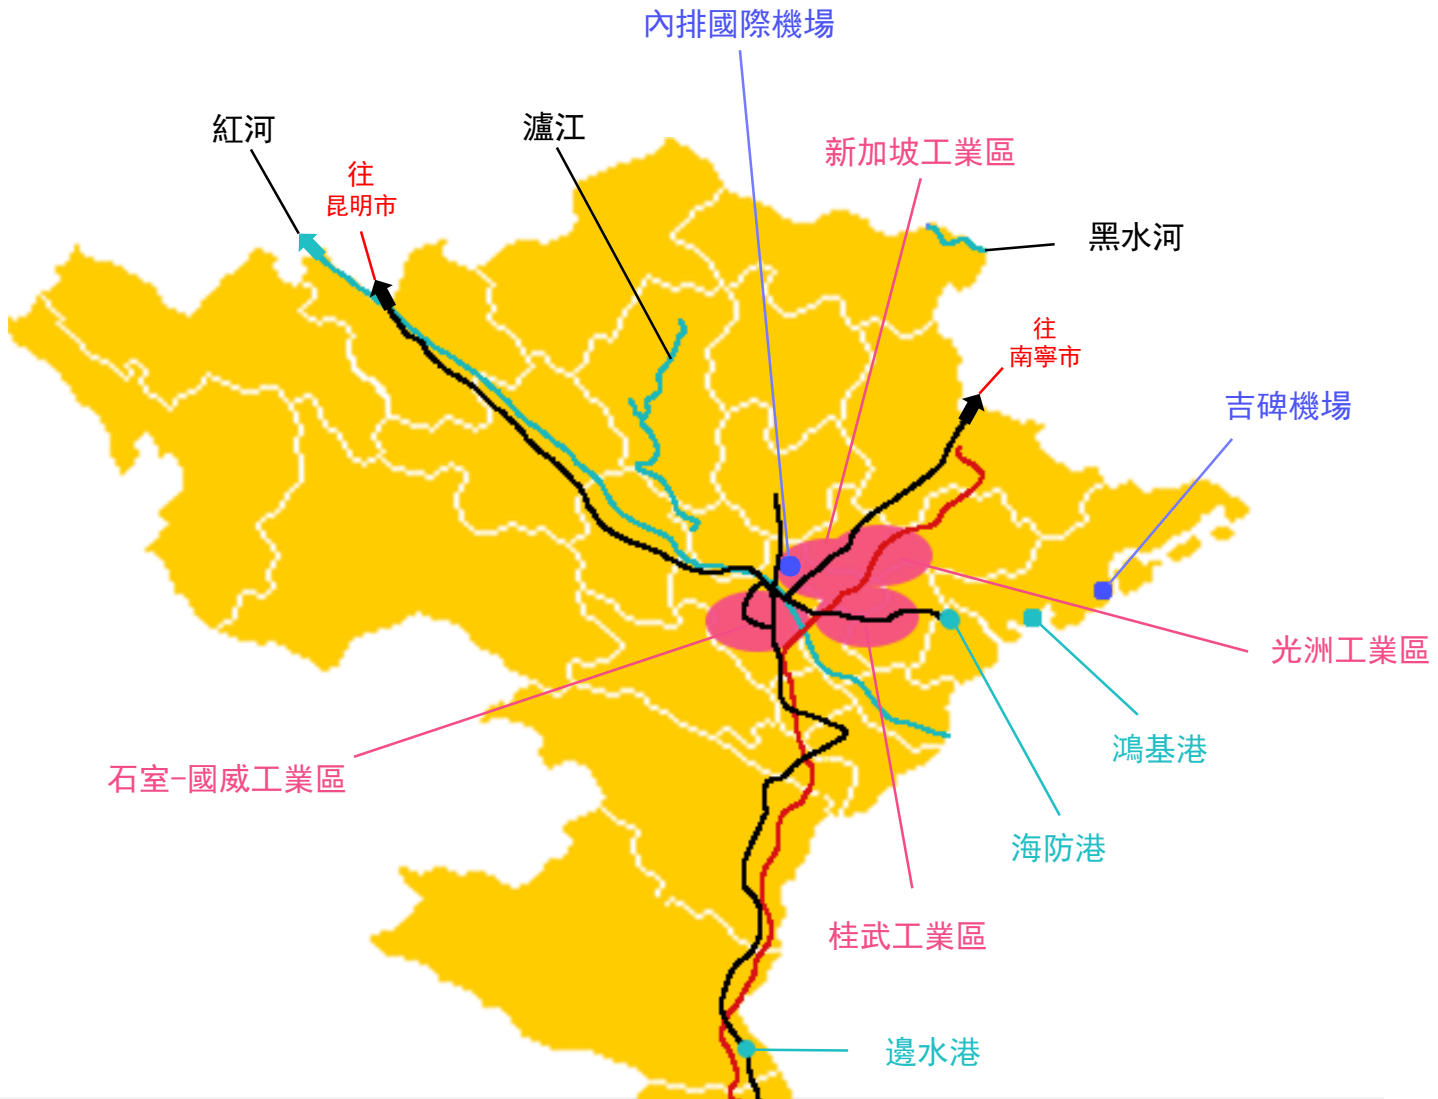 內排國際機場
紅河
瀘江
新加坡工業區
往
昆明市
黑水河
往
南寧市
吉碑機場
光洲工業區
鴻基港
石室-國威工業區
海防港
桂武工業區
邊水港